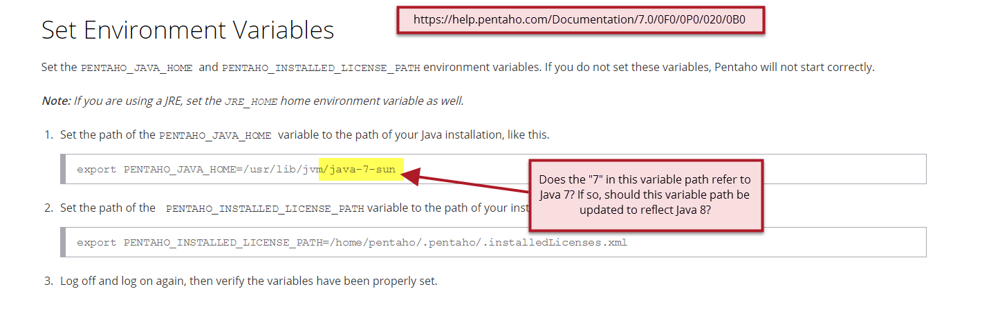 https://help.pentaho.com/Documentation/7.0/0F0/0P0/020/0B0
Set Environment Variables
Set the PENTAHO_JAVA_HOME and PENTAHO_INSTALLED_LICENSE_PATH environment variables. If you do not set these variables, Pentaho will not start correctly.
Note: If you are using a JRE, set the JRE_HOME home environment variable as well.
1. Set the path of the PENTAHO_JAVA_HOME variable to the path of your Java installation, like this.
export PENTAHO_JAVA_HOME=/usr/lib/jvm/java-7-sun
Does the "7" in this variable path refer to
Java 7? If so, should this variable path be
updated to reflect Java 8?
2. Set the path of the PENTAHO_INSTALLED_LICENSE_PATH variable to the path of your inst
export PENTAHO_INSTALLED_LICENSE_PATH=/home/pentaho/.pentaho/.installedLicenses.xml
3. Log off and log on again, then verify the variables have been properly set.